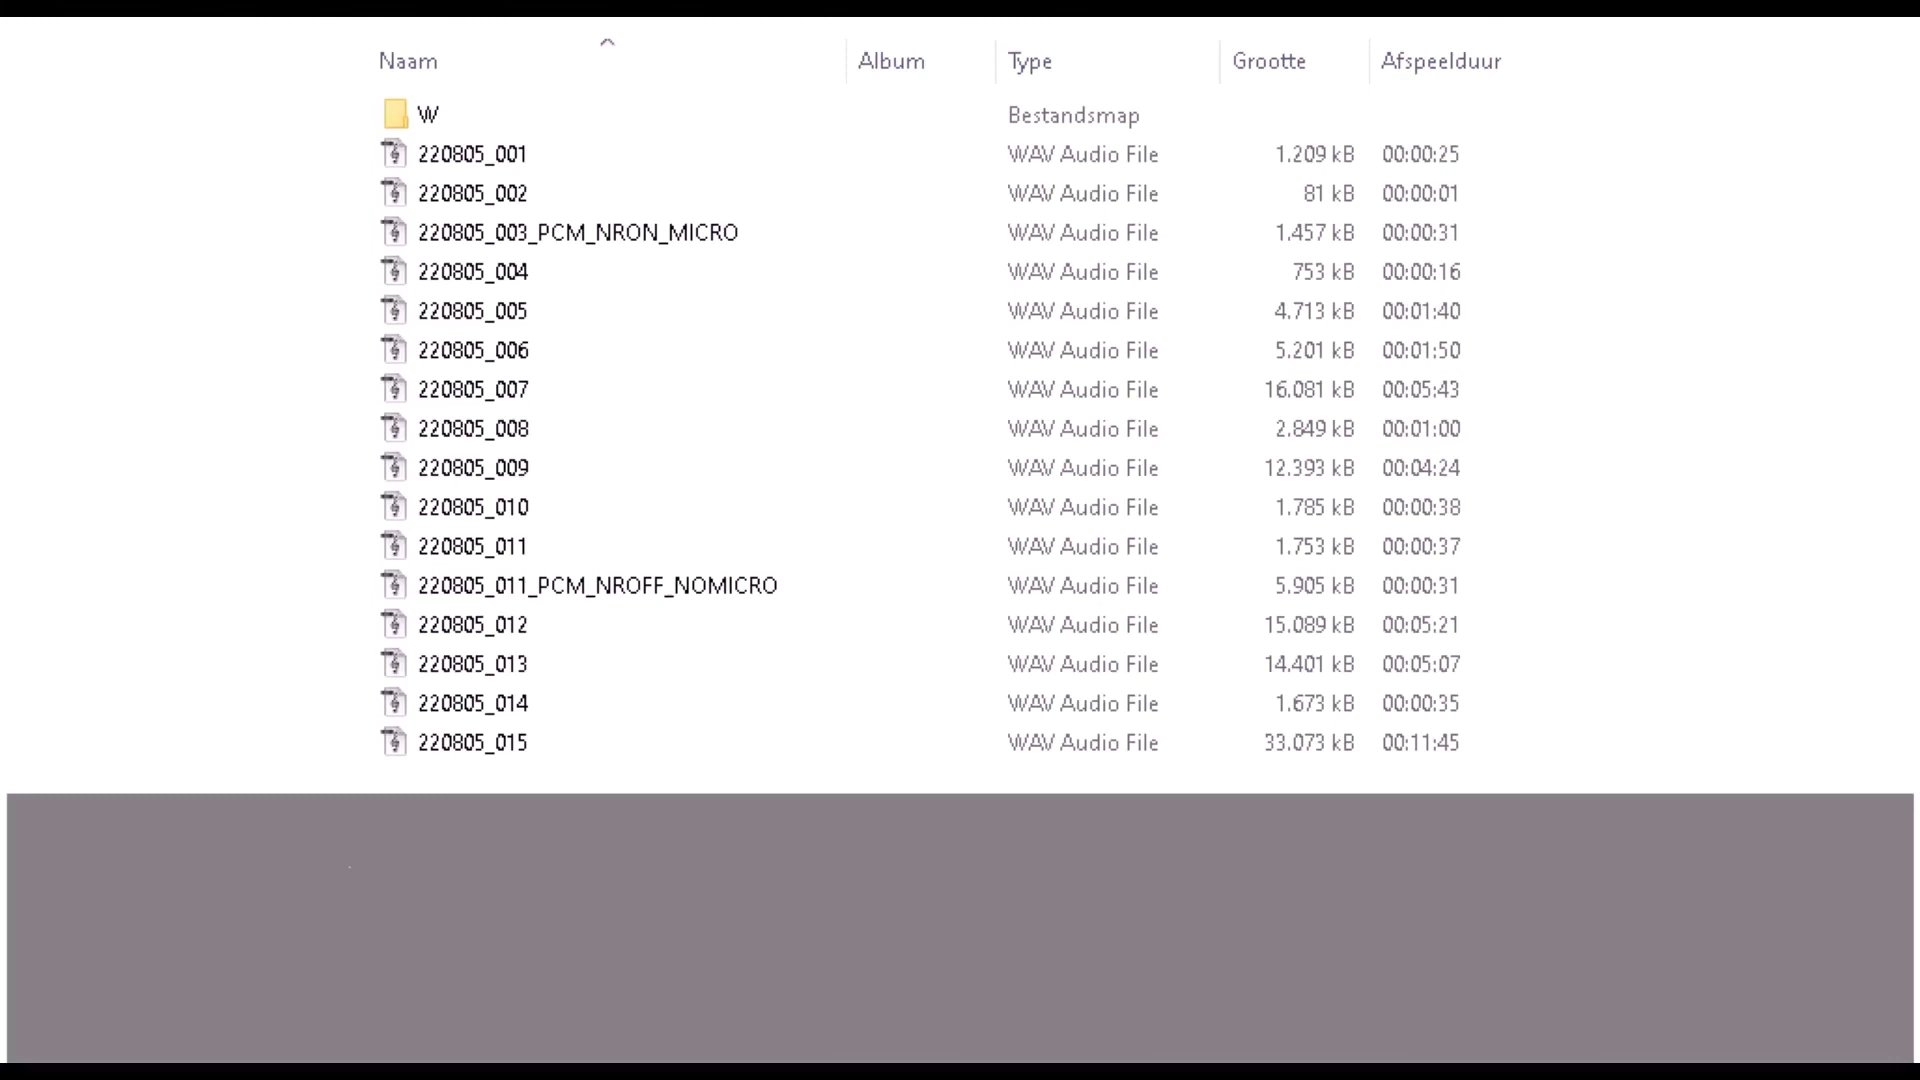 Naam Album Type Grootte Afspeelduur
W Bestandsmap
220805_001 WAV Audio File 1.209 kB 00:00:25
220805_002 WAV Audio File 81 kB 00:00:01
220805_003_PCM_NRON_MICRO WAV Audio File 1.457 kB 00:00:31
220805_004 WAV Audio File 753 kB 00:00:16
220805_005 WAV Audio File 4.713 kB 00:01:40
220805_006 WAV Audio File 5.201 kB 00:01:50
220805_007 WAV Audio File 16.081 kB 00:05:43
220805_008 WAV Audio File 2.849 kB 00:01:00
220805_009 WAV Audio File 12.393 kB 00:04:24
220805_010 WAV Audio File 1.785 kB 00:00:38
220805_011 WAV Audio File 1.753 kB 00:00:37
220805_011_PCM_NROFF_NOMICRO WAV Audio File 5.905 kB 00:00:31
220805_012 WAV Audio File 15.089 kB 00:05:21
220805_013 WAV Audio File 14.401 kB 00:05:07
220805_014 WAV Audio File 1.673 kB 00:00:35
220805_015 WAV Audio File 33.073 kB 00:11:45